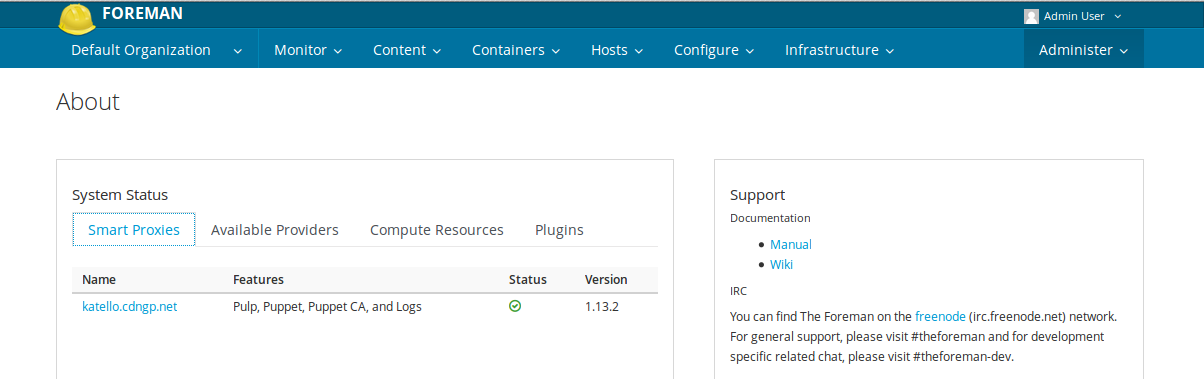 FOREMAN
Admin User
Default Organization Monitor Content Containers Hosts Configure Infrastructure Administer
About
System Status
Smart Proxies Available Providers Compute Resources Plugins
Name Features Status Version
katello.cdngp.net Pulp, Puppet, Puppet CA, and Logs 1.13.2
Support
Documentation
Manual
Wiki
IRC
You can find The Foreman on the freenode (irc.freenode.net) network.
For general support, please visit #theforeman and for development
specific related chat, please visit #theforeman-dev.